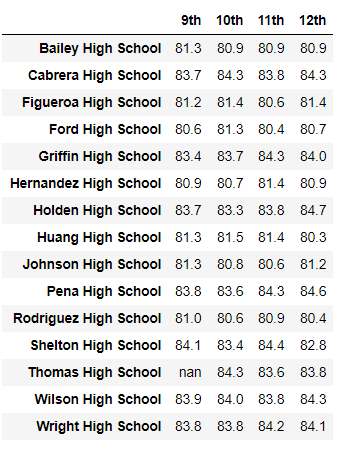 9th 10th 11th 12th
Bailey High School 81.3 80.9 80.9 80.9
Cabrera High School 83.7 84.3 83.8 84.3
Figueroa High School 81.2 81.4 80.6 81.4
Ford High School 80.6 81.3 80.4 80.7
Griffin High School 83.4 83.7 84.3 84.0
Hernandez High School 80.9 80.7 81.4 80.9
Holden High School 83.7 83.3 83.8 84.7
Huang High School 81.3 81.5 81.4 80.3
Johnson High School 81.3 80.8 80.6 81.2
Pena High School 83.8 83.6 84.3 84.6
Rodriguez High School 81.0 80.6 80.9 80.4
Shelton High School 84.1 83.4 84.4 82.8
Thomas High School nan 84.3 83.6 83.8
Wilson High School 83.9 84.0 83.8 84.3
Wright High School 83.8 83.8 84.2 84.1